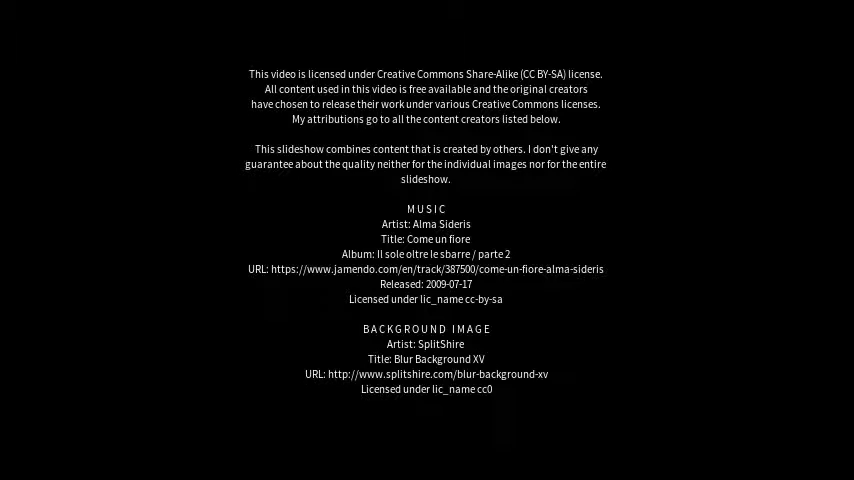 This video is licensed under Creative Commons Share-Alike (CC BY-SA) license.
All content used in this video is free available and the original creators
have chosen to release their work under various Creative Commons licenses.
My attributions go to all the content creators listed below.
This slideshow combines content that is created by others. I don't give any
guarantee about the quality neither for the individual images nor for the entire
slideshow.
MUSIC
Artist: Alma Sideris
Title: Come un fiore
Album: Il sole oltre le sbarre / parte 2
URL: https://www.jamendo.com/en/track/387500/come-un-fiore-alma-sideris
Released: 2009-07-17
Licensed under lic_name cc-by-sa
BACKGROUND IMAGE
Artist: SplitShire
Title: Blur Background XV
URL: http://www.splitshire.com/blur-background-xv
Licensed under lic_name cc0